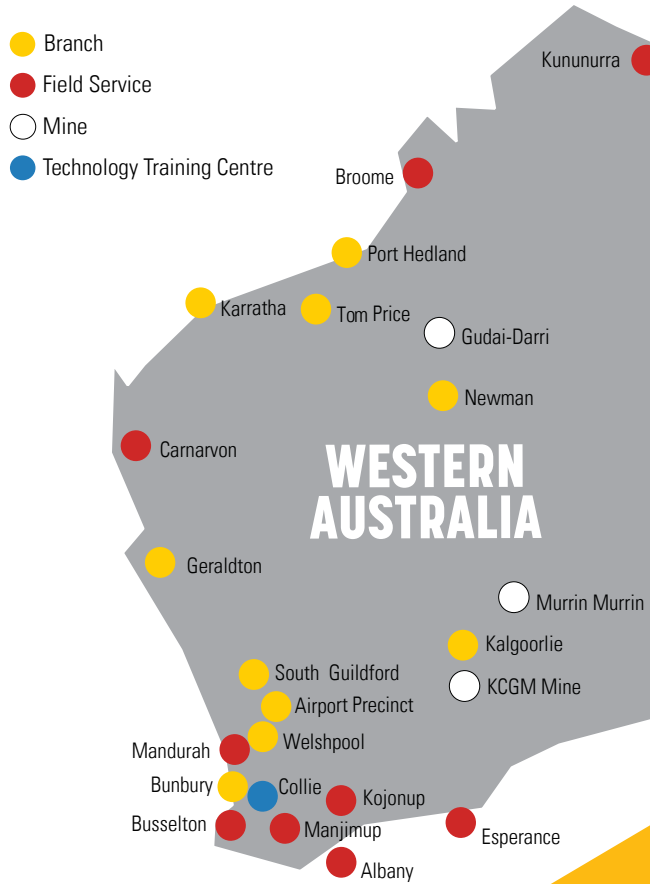 Branch
Field Service
Mine
Technology Training Centre
Kununurra
Broome
Port Hedland
Karratha
Tom Price
Gudai-Darri
Newman
Carnarvon
WESTERN
AUSTRALIA
Geraldton
Murrin Murrin
Kalgoorlie
South Guildford
KCGM Mine
Airport Precinct
Welshpool
Mandurah
Bunbury
Collie
Kojonup
Busselton
Manjimup
Esperance
Albany